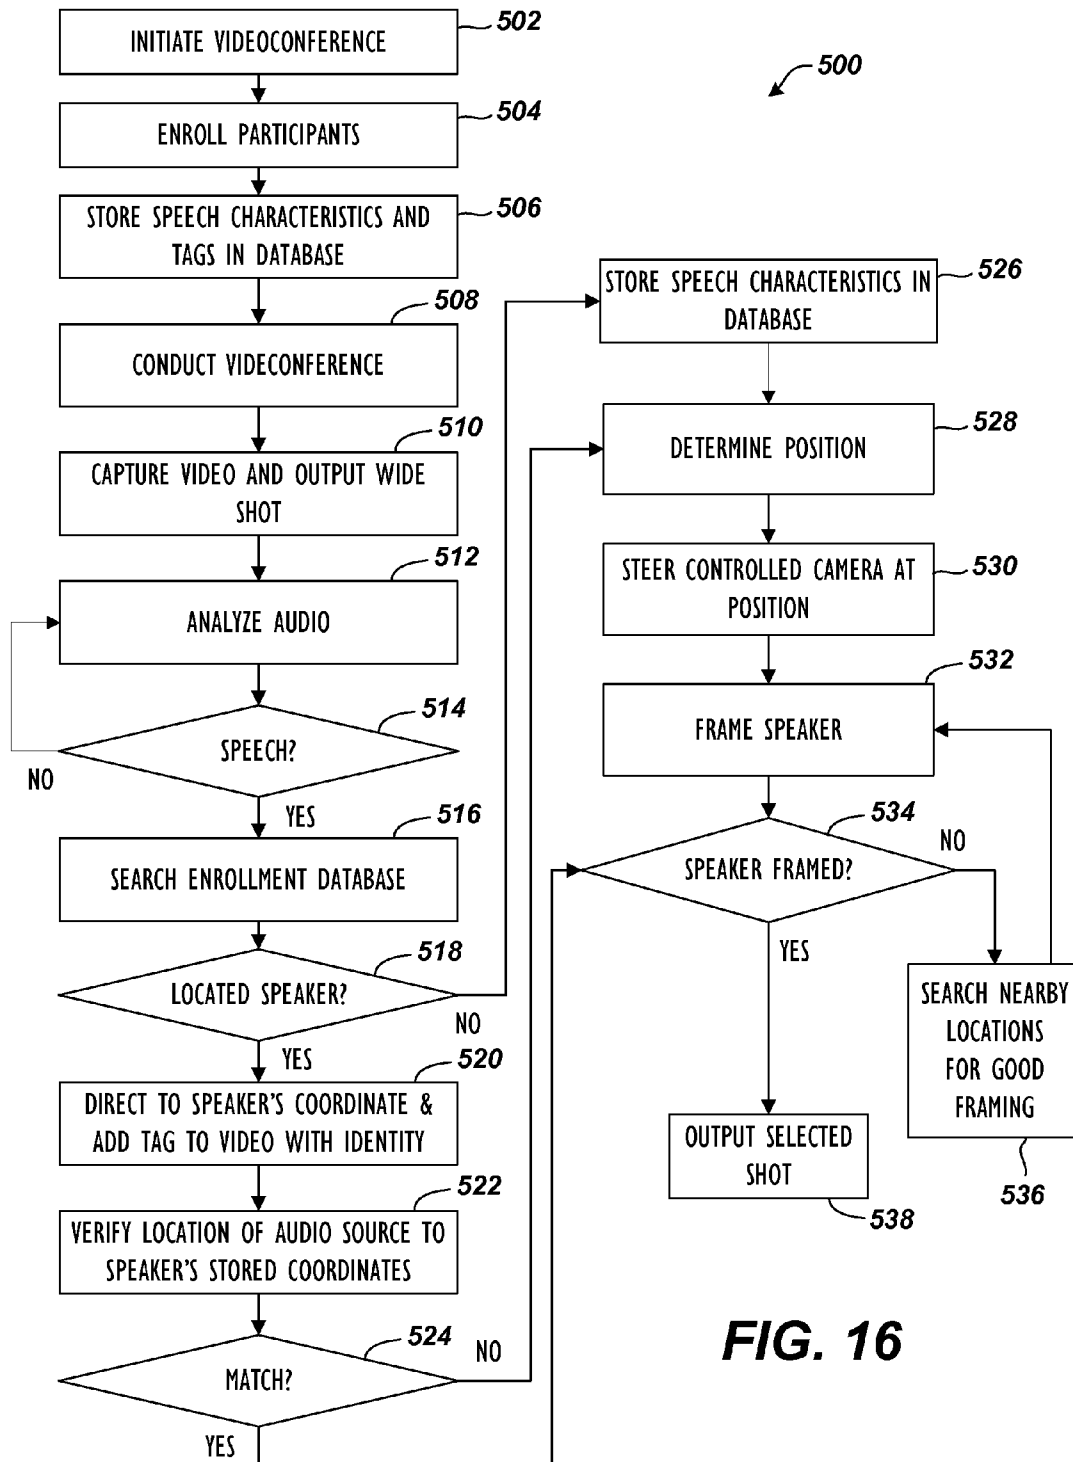 INITIATE VIDEOCONFERENCE
502
500
ENROLL PARTICIPANTS
504
STORE SPEECH CHARACTERISTICS AND
TAGS IN DATABASE
506
508
CONDUCT VIDECONFERENCE
510
CAPTURE VIDEO AND OUTPUT WIDE
SHOT
512
ANALYZE AUDIO
514
SPEECH?
NO
YES
516
SEARCH ENROLLMENT DATABASE
518
LOCATED SPEAKER?
NO
YES
520
DIRECT TO SPEAKER'S COORDINATE &
ADD TAG TO VIDEO WITH IDENTITY
522
VERIFY LOCATION OF AUDIO SOURCE TO
SPEAKER'S STORED COORDINATES
524
MATCH?
NO
YES
526
STORE SPEECH CHARACTERISTICS IN
DATABASE
528
DETERMINE POSITION
530
STEER CONTROLLED CAMERA AT
POSITION
532
FRAME SPEAKER
534
SPEAKER FRAMED?
NO
YES
SEARCH NEARBY
LOCATIONS
FOR GOOD
FRAMING
536
OUTPUT SELECTED
SHOT
538
FIG. 16